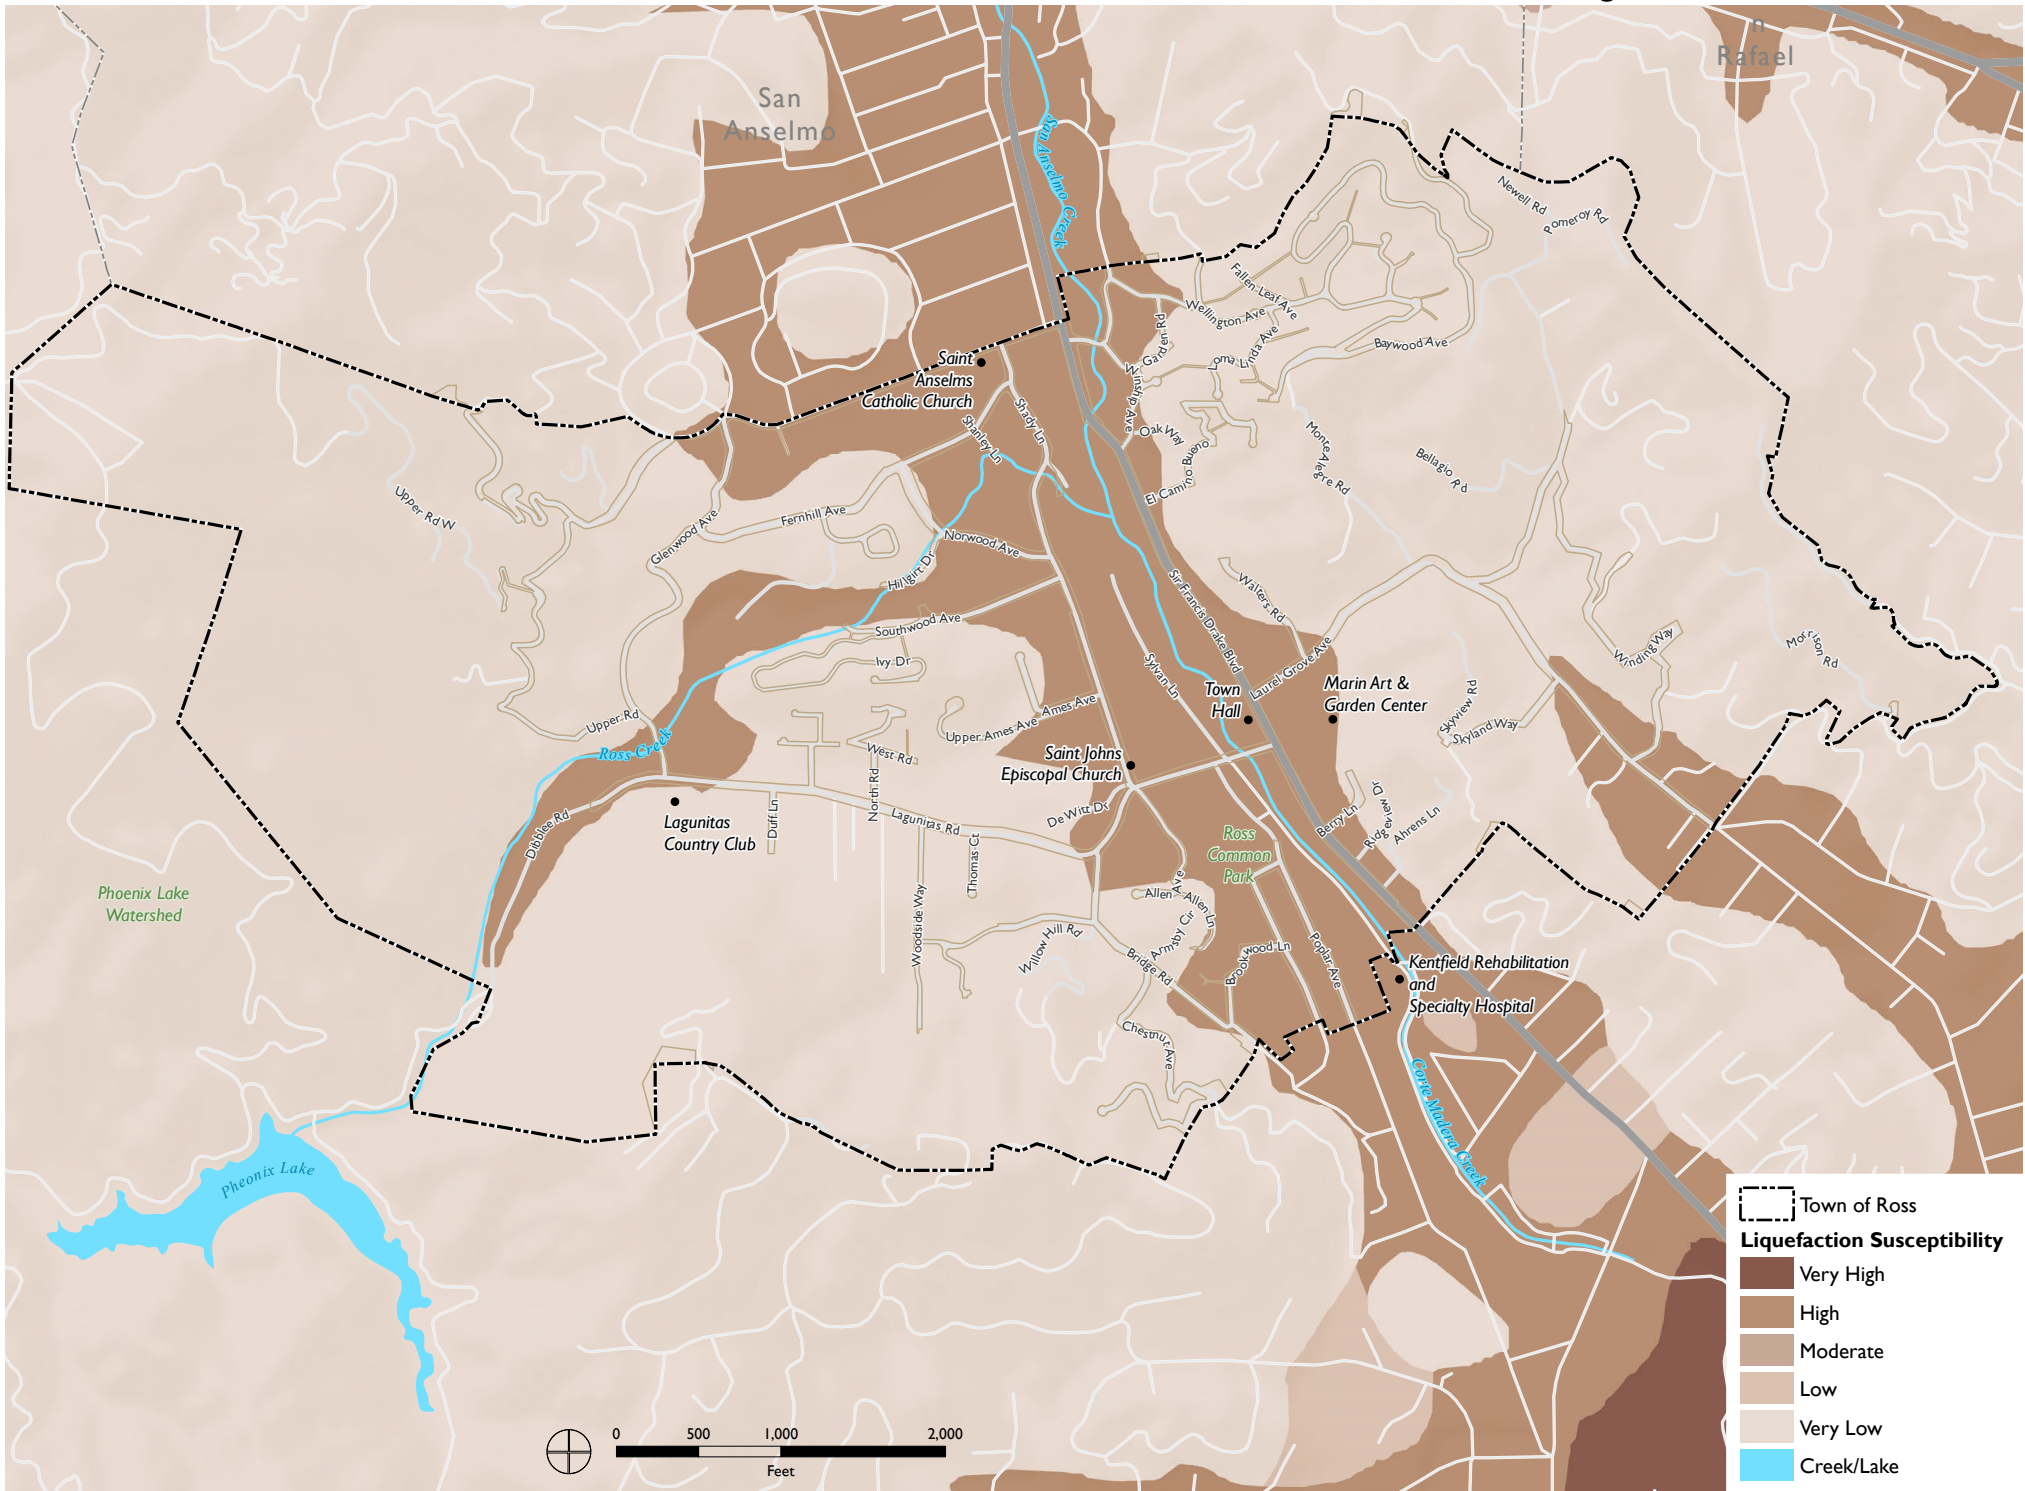 n
Rafael
San
Anselmo
San Anselmo Creek
Newell Rd
Pomeroy Rd
Fallen Leaf Ave
Wellington Ave
Garden Rd
Loma Linda Ave
Baywood Ave
Winship Ave
Saint
Anselms
Catholic Church
Shady Ln
Shanley Ln
Oak Way
El Camino Bueno
Monte Alegre Rd
Bellagio Rd
Upper Rd W
Glenwood Ave
Fernhill Ave
Norwood Ave
Hillgirt Dr
Walters Rd
Sir Francis Drake Blvd
Southwood Ave
Laurel Grove Ave
Winding Way
Morrison Rd
Ivy Dr
Sylvan Ln
Town
Hall
Marin Art &
Garden Center
Skyview Rd
Skyland Way
Upper Rd
Ross Creek
Upper Ames Ave
Ames Ave
West Rd
North Rd
Saint Johns
Episcopal Church
Lagunitas
Country Club
Duff Ln
Dibblee Rd
Lagunitas Rd
De Witt Dr
Thomas Ct
Ross
Common
Park
Berry Ln
Ridgeview Dr
Ahrens Ln
Phoenix Lake
Watershed
Woodside Way
Allen Ave
Allen Ln
Armsby Cir
Willow Hill Rd
Bridge Rd
Brookwood Ln
Poplar Ave
Kentfield Rehabilitation
and
Specialty Hospital
Chestnut Ave
Corte Madera Creek
Pheonix Lake
Town of Ross
Liquefaction Susceptibility
Very High
High
Moderate
Low
Very Low
Creek/Lake
0 500 1,000 2,000
Feet